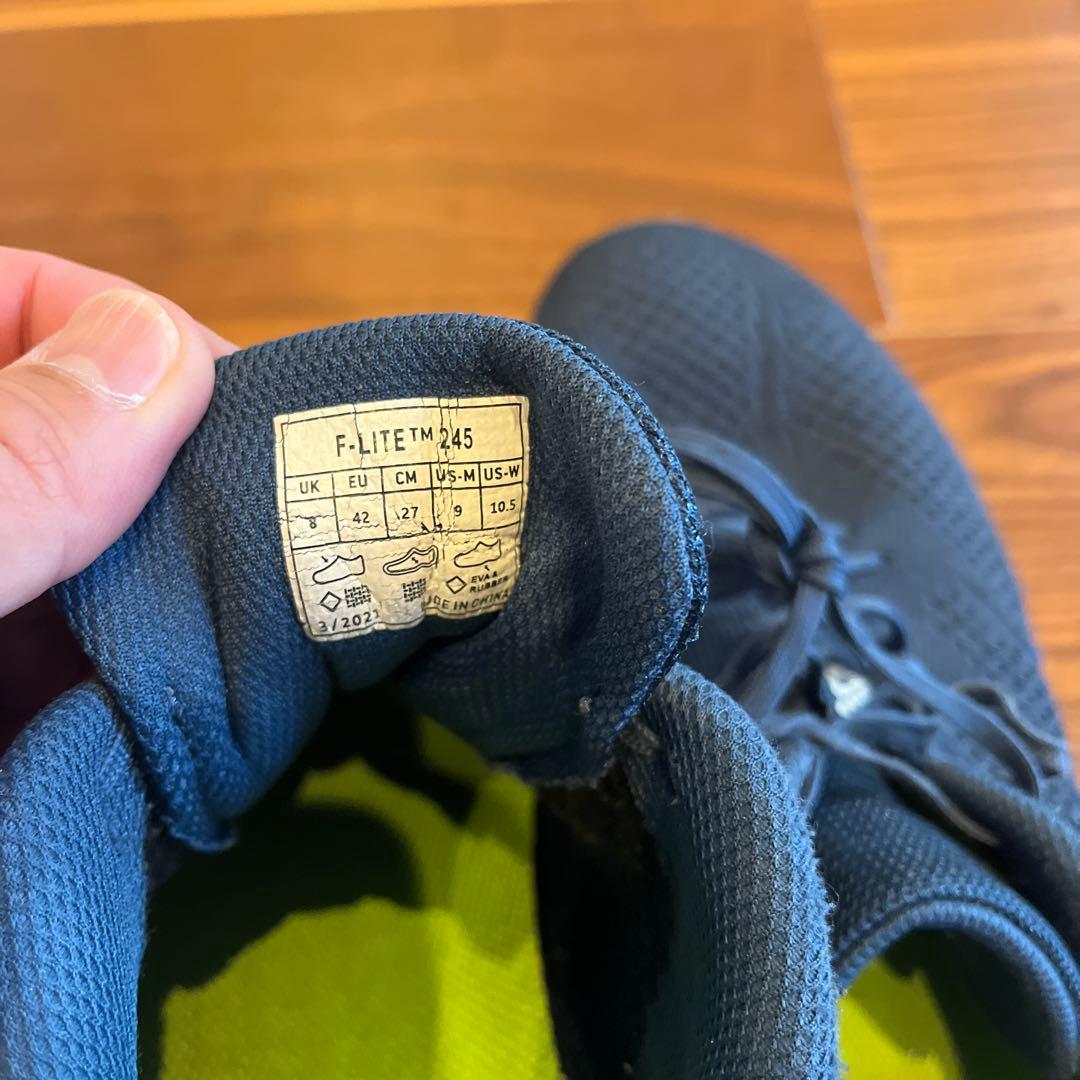 F-LITE™ 245
UK EU CM US-M US-W
8 42 27 9 10.5
EVA &
RUBBER
3/2021 MADE IN CHINA